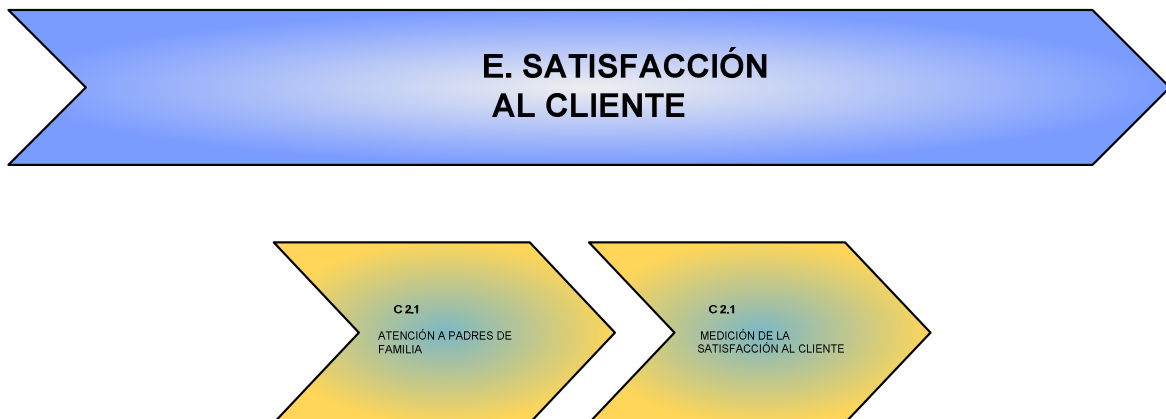 E. SATISFACCIÓN
AL CLIENTE
C 2.1
ATENCIÓN A PADRES DE
FAMILIA
C 2.1
MEDICIÓN DE LA
SATISFACCIÓN AL CLIENTE